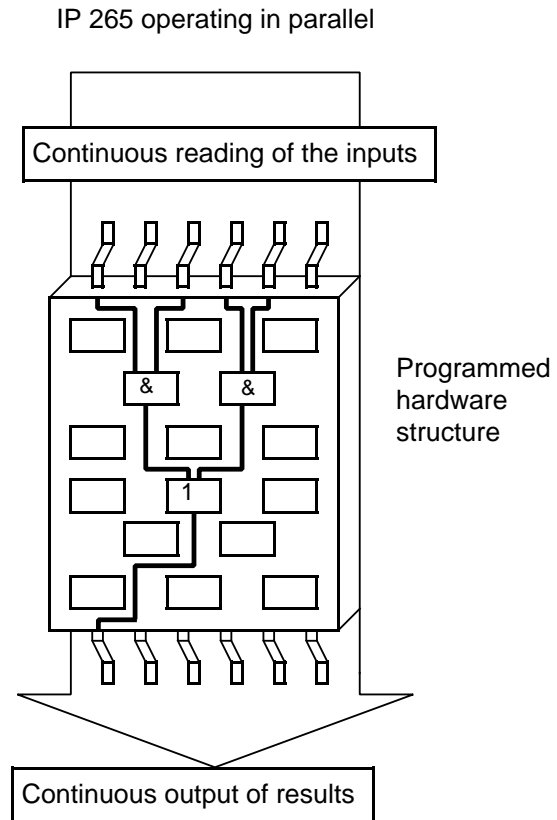 IP 265 operating in parallel
Continuous reading of the inputs
& &
Programmed
hardware
structure
1
Continuous output of results